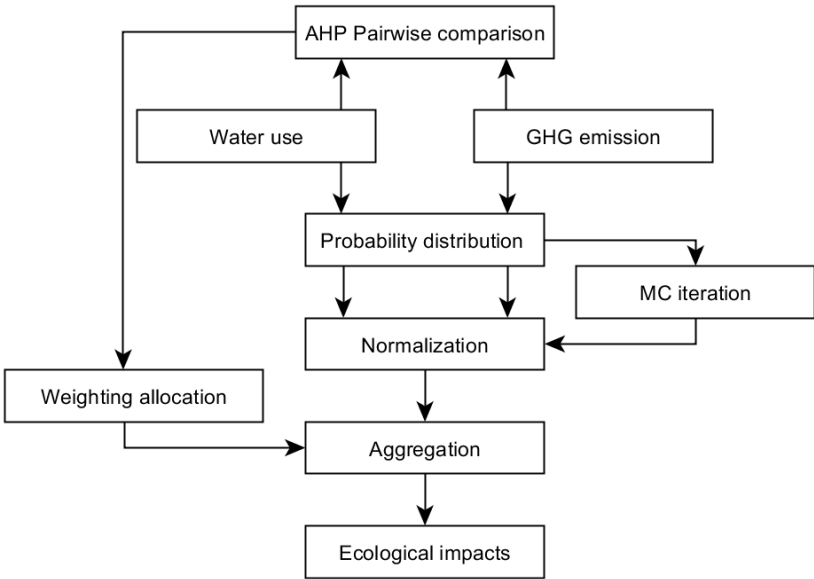 AHP Pairwise comparison
Water use
GHG emission
Probability distribution
MC iteration
Normalization
Weighting allocation
Aggregation
Ecological impacts